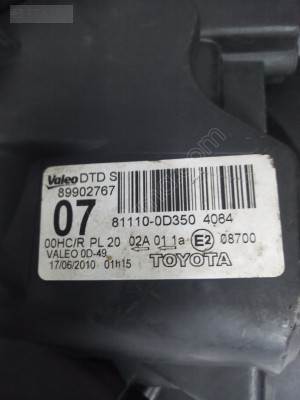 Valeo DTD S
89902767
07 81110-0D350 4084
00HC/R PL 20 02A 01 1a E2 08700
VALEO 0D-49
17/06/2010 01h15 TOYOTA